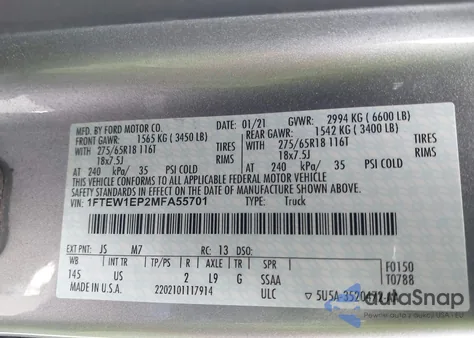 MFD. BY FORD MOTOR CO.
01/21 GVWR: 2994 KG ( 6600 LB)
FRONT GAWR: 1565 KG ( 3450 LB) REAR GAWR: 1542 KG ( 3400 LB)
WITH 275/65R18 116T TIRES WITH 275/65R18 116T TIRES
18x7.5J RIMS 18x7.5J RIMS
AT 240 kPa/ 35 PSI COLD AT 240 kPa/ 35 PSI COLD
THIS VEHICLE CONFORMS TO ALL APPLICABLE FEDERAL MOTOR VEHICLE
SAFETY STANDARDS IN EFFECT ON THE DATE OF MANUFACTURE SHOWN ABOVE.
VIN: 1FTEW1EP2MFA55701 TYPE: Truck
EXT PNT: JS M7 RC: 13 DSO: F0150
WB INT TR TP/PS R AXLE TR SPR T0788
145 US 2 L9 G SSAA
MADE IN U.S.A. 2202101117914 ULC
autoSnap